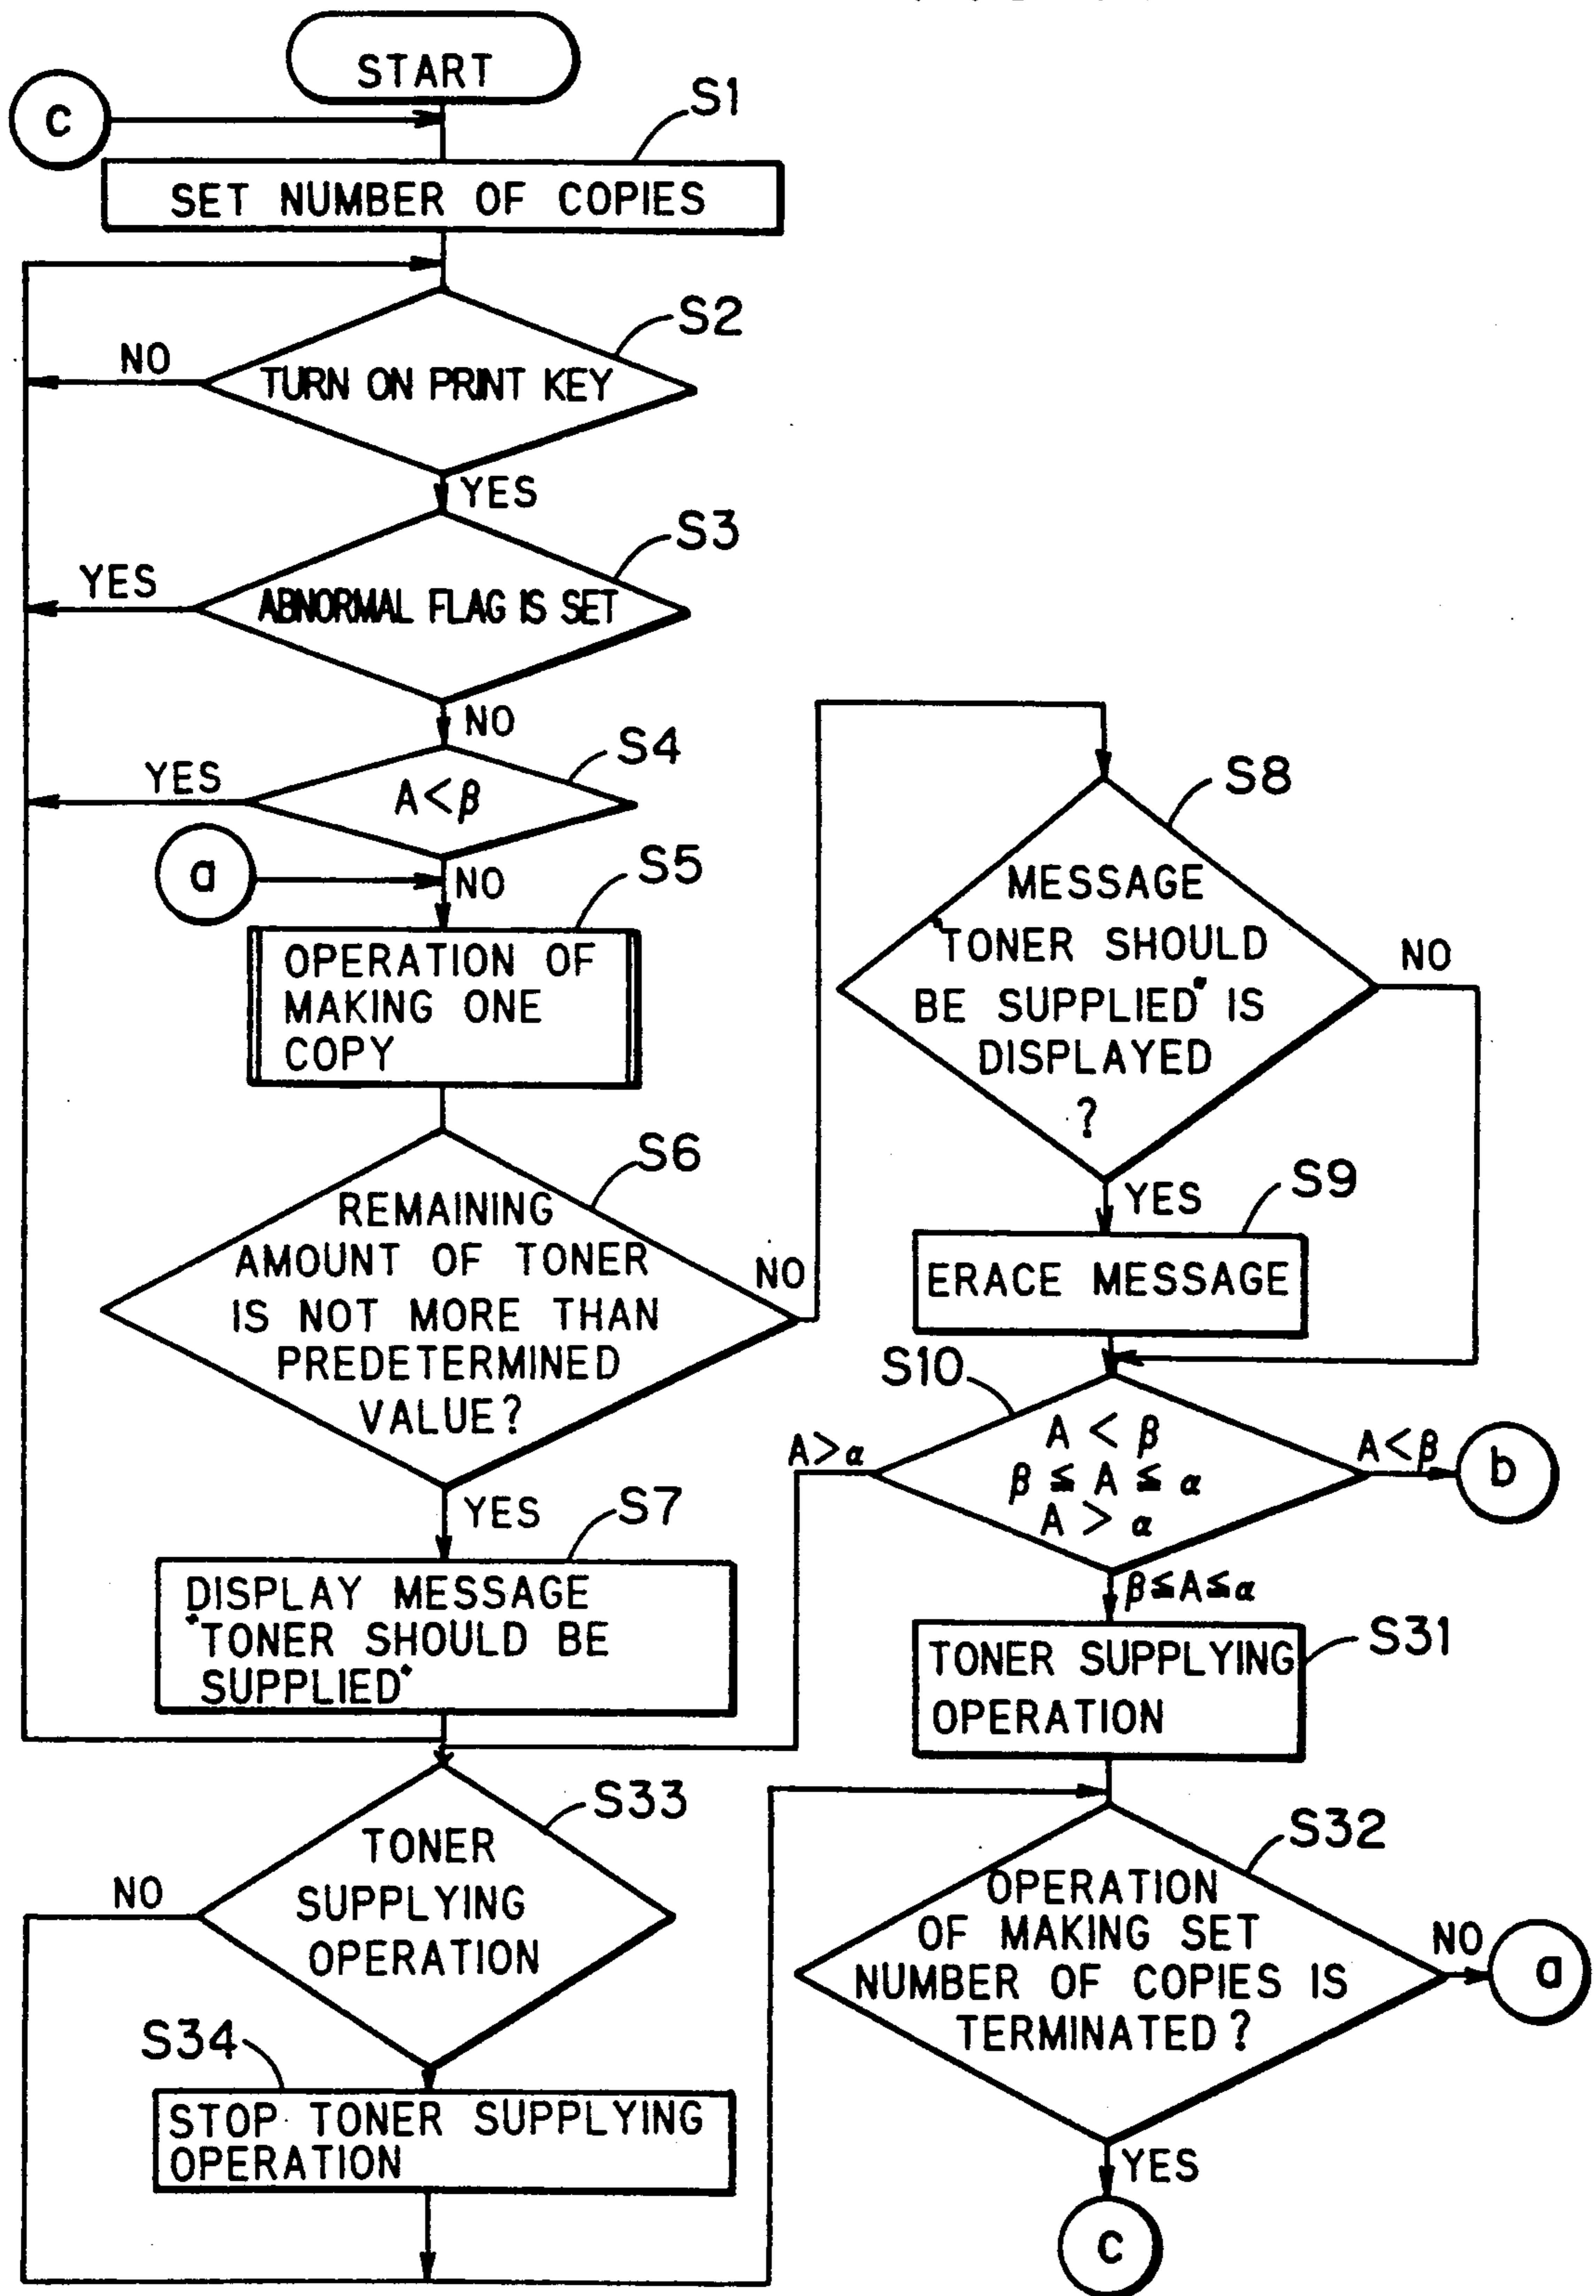 START
C
S1
SET NUMBER OF COPIES
S2
NO
TURN ON PRINT KEY
YES
S3
YES
ABNORMAL FLAG IS SET
NO
S4
YES
A<β
a
NO
S5
OPERATION OF
MAKING ONE
COPY
S6
REMAINING
AMOUNT OF TONER
IS NOT MORE THAN
PREDETERMINED
VALUE?
NO
YES
S7
DISPLAY MESSAGE
"TONER SHOULD BE
SUPPLIED"
S8
MESSAGE
"TONER SHOULD
BE SUPPLIED" IS
DISPLAYED
?
NO
YES
S9
ERACE MESSAGE
S10
A < β
β ≦ A ≦ α
A > α
A>α
A<β
b
β≦A≦α
S31
TONER SUPPLYING
OPERATION
S33
TONER
SUPPLYING
OPERATION
NO
S34
STOP TONER SUPPLYING
OPERATION
S32
OPERATION
OF MAKING SET
NUMBER OF COPIES IS
TERMINATED?
NO
a
YES
C